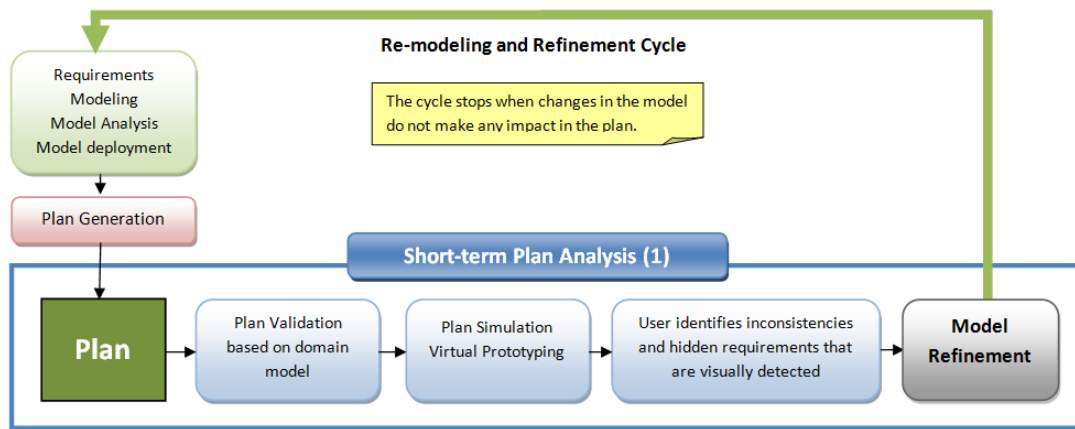 Re-modeling and Refinement Cycle
Requirements
Modeling
Model Analysis
Model deployment
The cycle stops when changes in the model
do not make any impact in the plan.
Plan Generation
Short-term Plan Analysis (1)
Plan
Plan Validation
based on domain
model
Plan Simulation
Virtual Prototyping
User identifies inconsistencies
and hidden requirements that
are visually detected
Model
Refinement